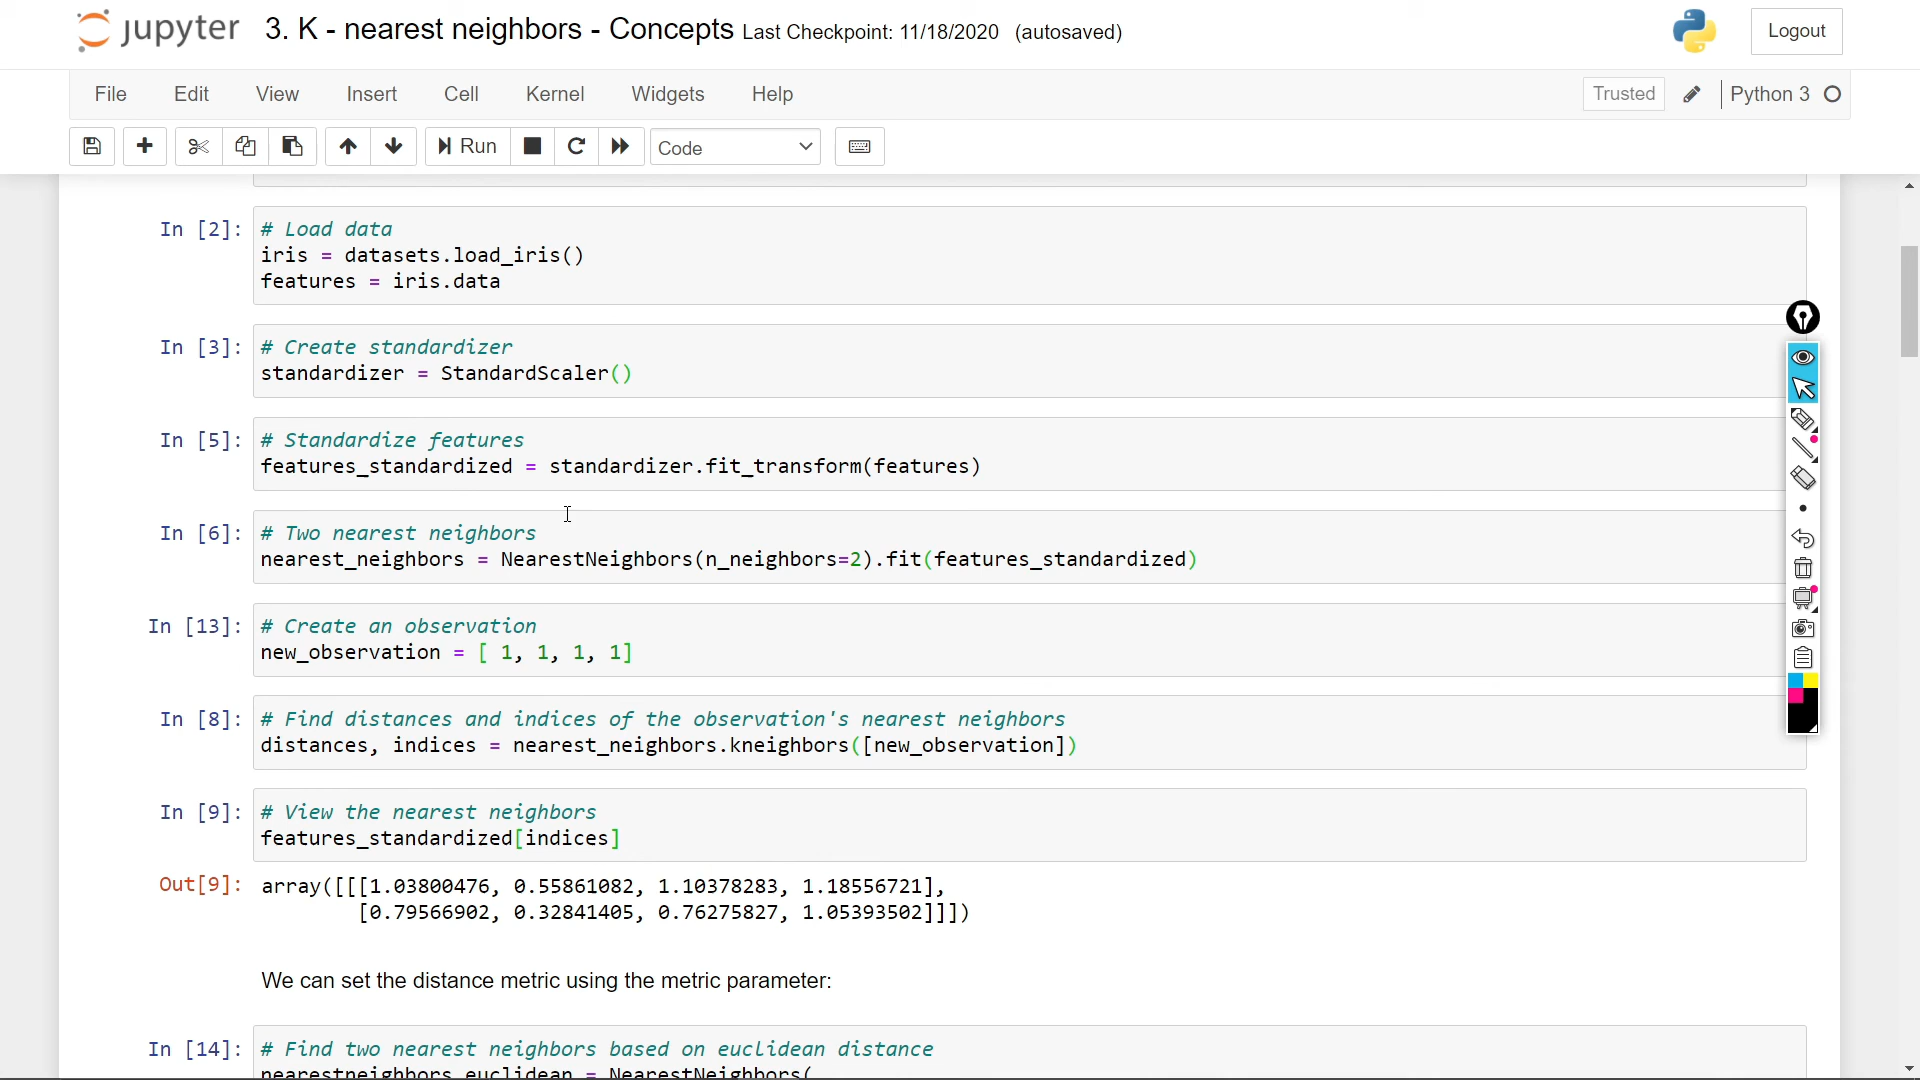 jupyter 3. K - nearest neighbors - Concepts Last Checkpoint: 11/18/2020 (autosaved) Logout
File Edit View Insert Cell Kernel Widgets Help Trusted Python 3
Run Code
In [2]: # Load data
iris = datasets.load_iris()
features = iris.data
In [3]: # Create standardizer
standardizer = StandardScaler()
In [5]: # Standardize features
features_standardized = standardizer.fit_transform(features)
In [6]: # Two nearest neighbors
nearest_neighbors = NearestNeighbors(n_neighbors=2).fit(features_standardized)
In [13]: # Create an observation
new_observation = [ 1, 1, 1, 1]
In [8]: # Find distances and indices of the observation's nearest neighbors
distances, indices = nearest_neighbors.kneighbors([new_observation])
In [9]: # View the nearest neighbors
features_standardized[indices]
Out[9]: array([[[1.03800476, 0.55861082, 1.10378283, 1.18556721],
[0.79566902, 0.32841405, 0.76275827, 1.05393502]]])
We can set the distance metric using the metric parameter:
In [14]: # Find two nearest neighbors based on euclidean distance
nearestneighbors_euclidean = NearestNeighbors(